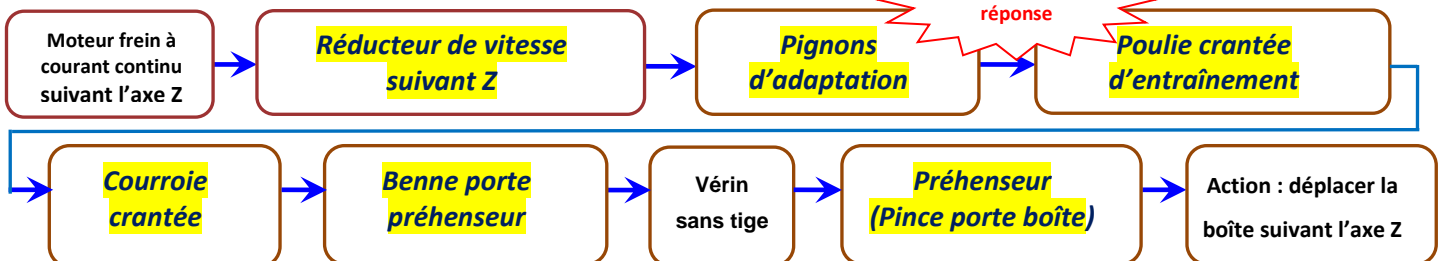 réponse
Moteur frein à
courant continu
suivant l’axe Z
Réducteur de vitesse
suivant Z
Pignons
d’adaptation
Poulie crantée
d’entraînement
Courroie
crantée
Benne porte
préhenseur
Vérin
sans tige
Préhenseur
(Pince porte boîte)
Action : déplacer la
boîte suivant l’axe Z